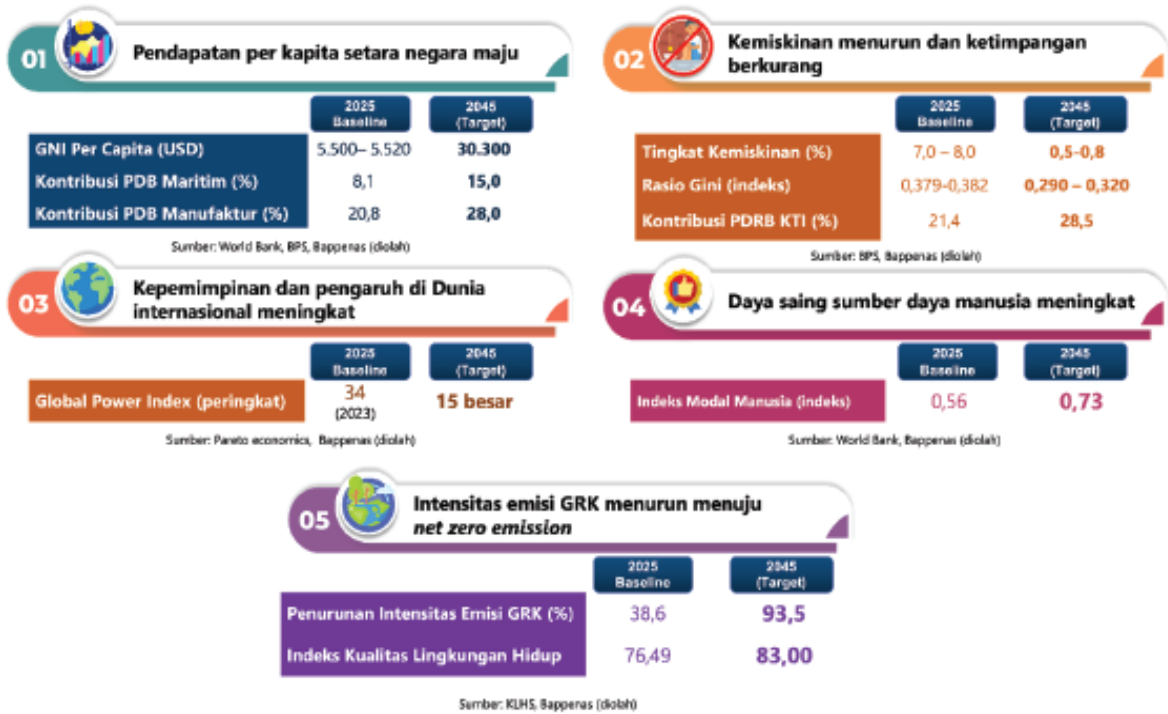 01
Pendapatan per kapita setara negara maju
2025 Baseline
2045 (Target)
GNI Per Capita (USD) 5.500– 5.520 30.300
Kontribusi PDB Maritim (%) 8,1 15,0
Kontribusi PDB Manufaktur (%) 20,8 28,0
Sumber: World Bank, BPS, Bappenas (diolah)
02
Kemiskinan menurun dan ketimpangan
berkurang
2025 Baseline
2045 (Target)
Tingkat Kemiskinan (%) 7,0 – 8,0 0,5-0,8
Rasio Gini (indeks) 0,379-0,382 0,290 – 0,320
Kontribusi PDRB KTI (%) 21,4 28,5
Sumber: BPS, Bappenas (diolah)
03
Kepemimpinan dan pengaruh di Dunia
internasional meningkat
2025 Baseline
2045 (Target)
Global Power Index (peringkat) 34 15 besar
(2023)
Sumber: Pareto economics, Bappenas (diolah)
04
Daya saing sumber daya manusia meningkat
2025 Baseline
2045 (Target)
Indeks Modal Manusia (indeks) 0,56 0,73
Sumber: World Bank, Bappenas (diolah)
05
Intensitas emisi GRK menurun menuju
net zero emission
2025 Baseline
2045 (Target)
Penurunan Intensitas Emisi GRK (%) 38,6 93,5
Indeks Kualitas Lingkungan Hidup 76,49 83,00
Sumber: KLHS, Bappenas (diolah)